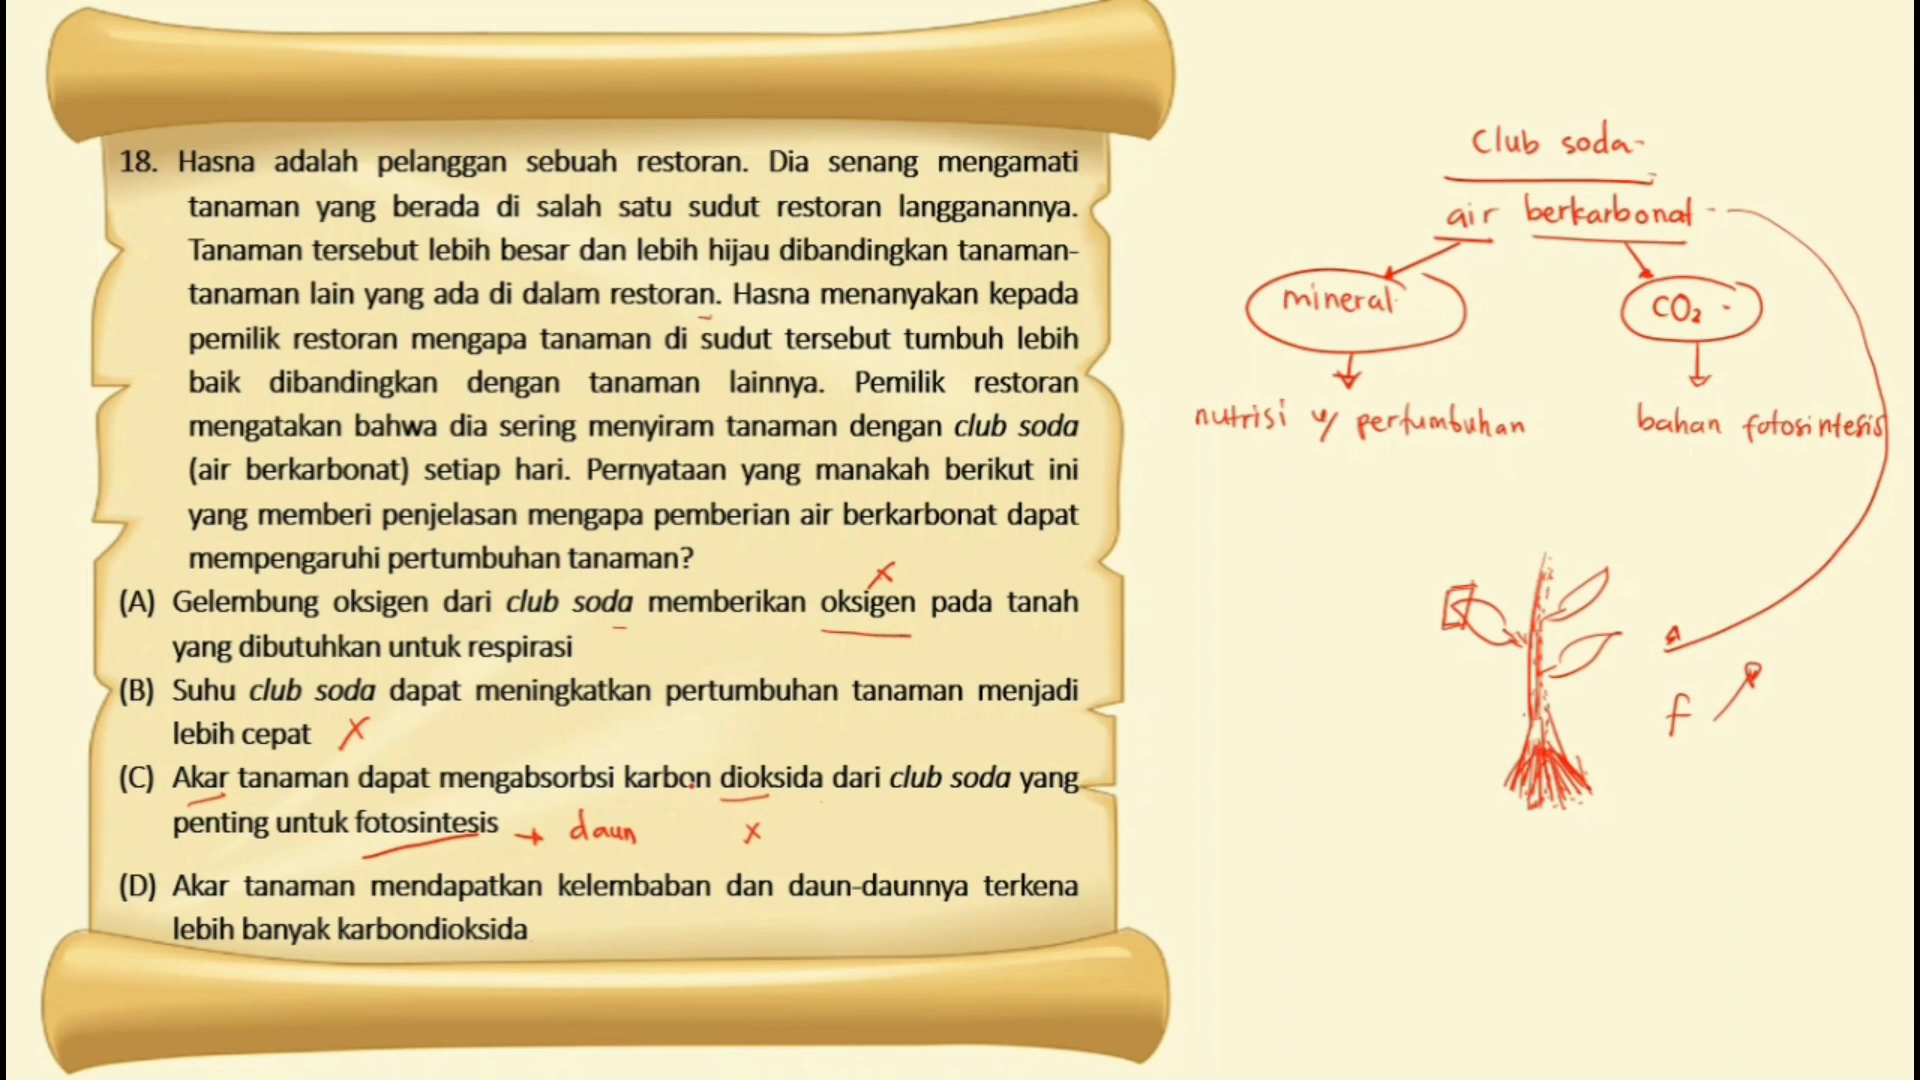 18. Hasna adalah pelanggan sebuah restoran. Dia senang mengamati
tanaman yang berada di salah satu sudut restoran langganannya.
Tanaman tersebut lebih besar dan lebih hijau dibandingkan tanaman-
tanaman lain yang ada di dalam restoran. Hasna menanyakan kepada
pemilik restoran mengapa tanaman di sudut tersebut tumbuh lebih
baik dibandingkan dengan tanaman lainnya. Pemilik restoran
mengatakan bahwa dia sering menyiram tanaman dengan club soda
(air berkarbonat) setiap hari. Pernyataan yang manakah berikut ini
yang memberi penjelasan mengapa pemberian air berkarbonat dapat
mempengaruhi pertumbuhan tanaman?
x
(A) Gelembung oksigen dari club soda memberikan oksigen pada tanah
yang dibutuhkan untuk respirasi
(B) Suhu club soda dapat meningkatkan pertumbuhan tanaman menjadi
lebih cepat x
(C) Akar tanaman dapat mengabsorbsi karbon dioksida dari club soda yang
penting untuk fotosintesis → daun x
(D) Akar tanaman mendapatkan kelembaban dan daun-daunnya terkena
lebih banyak karbondioksida
Club soda
air berkarbonat
mineral CO₂
nutrisi u/ pertumbuhan bahan fotosintesis
f